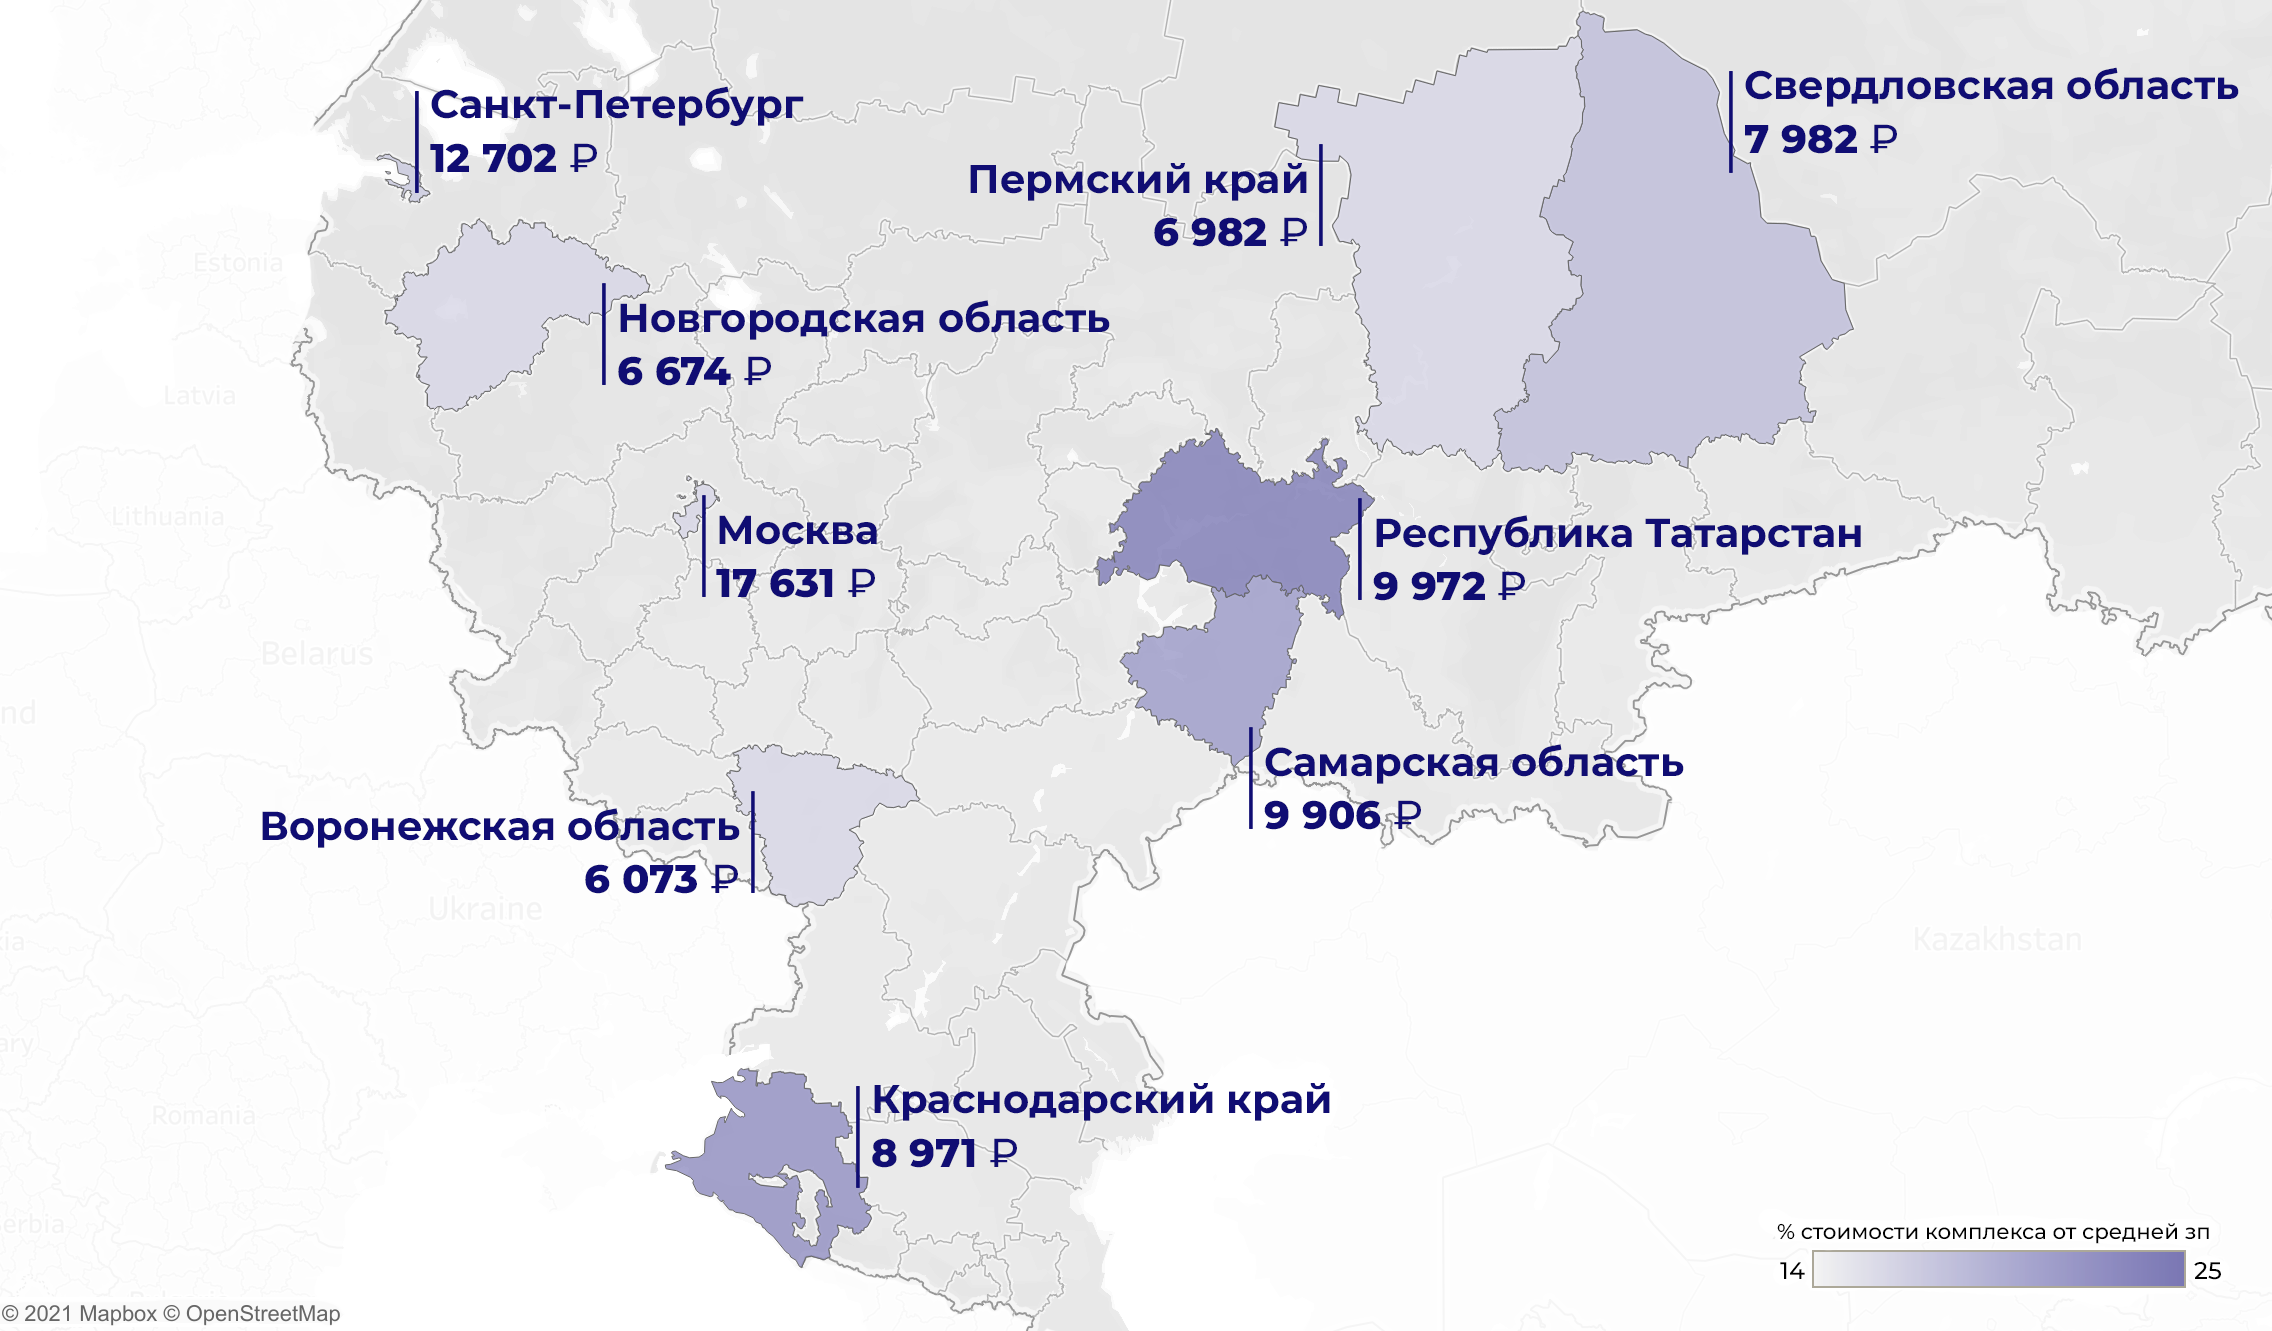 Санкт-Петербург
12 702 ₽
Свердловская область
7 982 ₽
Пермский край
6 982 ₽
Estonia
Новгородская область
6 674 ₽
Latvia
Lithuania
Москва
17 631 ₽
Республика Татарстан
9 972 ₽
Belarus
nd
Самарская область
9 906 ₽
Воронежская область
6 073 ₽
Ukraine
Kazakhstan
ary
Краснодарский край
8 971 ₽
Romania
erbia
% стоимости комплекса от средней зп
14
25
© 2021 Mapbox © OpenStreetMap